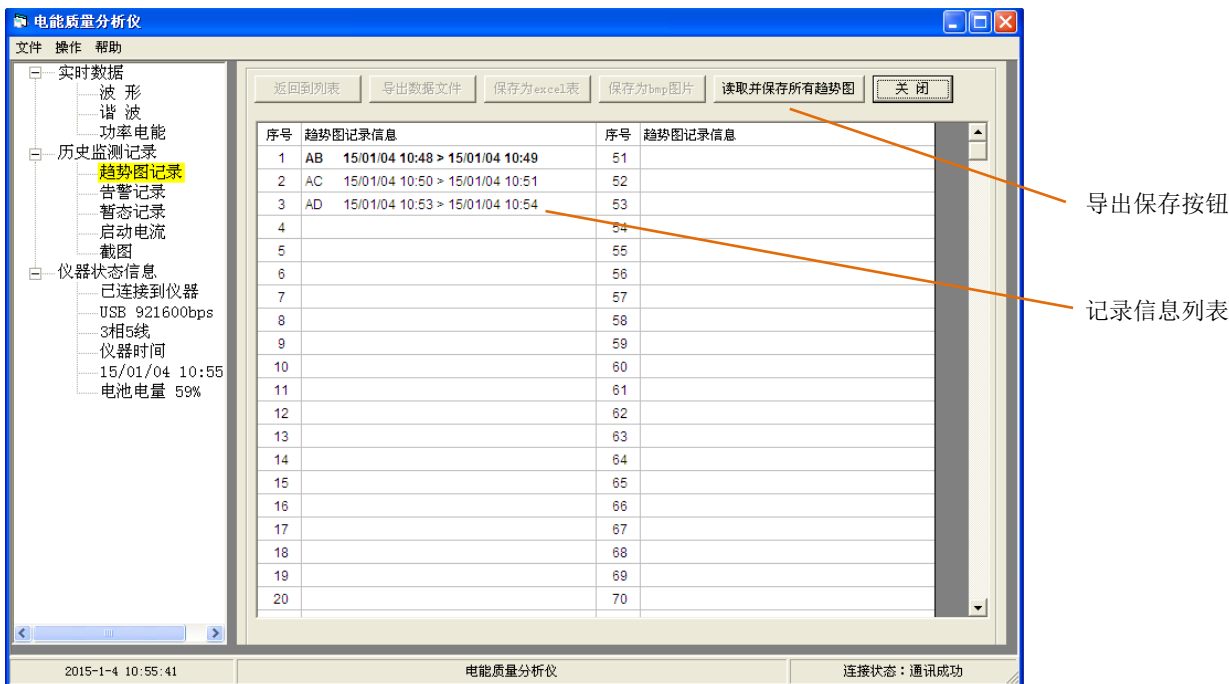 电能质量分析仪
文件 操作 帮助
实时数据
波 形
谐 波
功率电能
历史监测记录
趋势图记录
告警记录
暂态记录
启动电流
截图
仪器状态信息
已连接到仪器
USB 921600bps
3相5线
仪器时间
15/01/04 10:55
电池电量 59%
返回到列表 导出数据文件 保存为excel表 保存为bmp图片 读取并保存所有趋势图 关 闭
序号 趋势图记录信息 序号 趋势图记录信息
1 AB 15/01/04 10:48 > 15/01/04 10:49 51
2 AC 15/01/04 10:50 > 15/01/04 10:51 52
3 AD 15/01/04 10:53 > 15/01/04 10:54 53
4 54
5 55
6 56
7 57
8 58
9 59
10 60
11 61
12 62
13 63
14 64
15 65
16 66
17 67
18 68
19 69
20 70
导出保存按钮
记录信息列表
2015-1-4 10:55:41 电能质量分析仪 连接状态：通讯成功